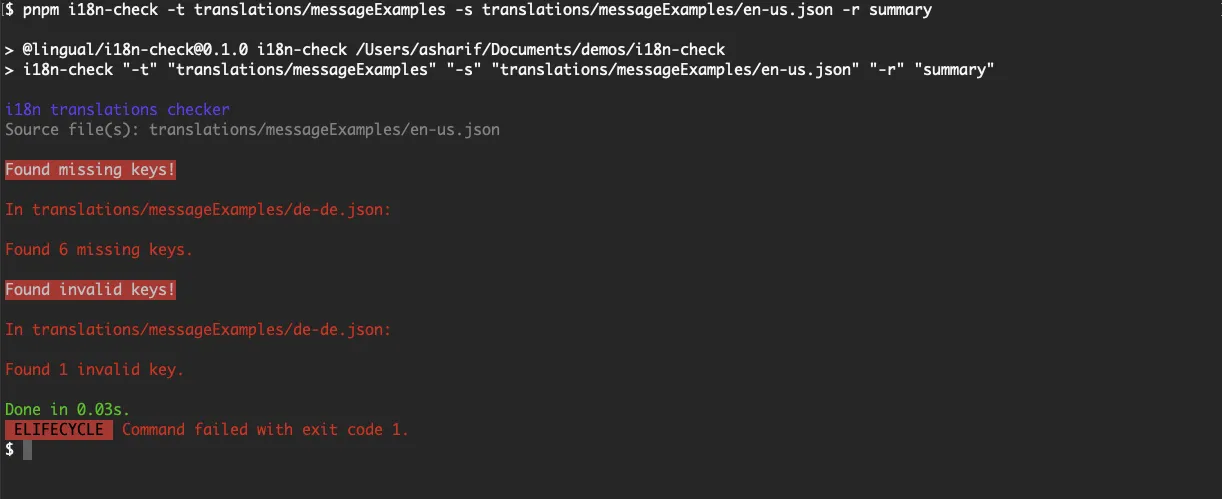 $ pnpm i18n-check -t translations/messageExamples -s translations/messageExamples/en-us.json -r summary
> @lingual/i18n-check@0.1.0 i18n-check /Users/asharif/Documents/demos/i18n-check
> i18n-check "-t" "translations/messageExamples" "-s" "translations/messageExamples/en-us.json" "-r" "summary"
i18n translations checker
Source file(s): translations/messageExamples/en-us.json
Found missing keys!
In translations/messageExamples/de-de.json:
Found 6 missing keys.
Found invalid keys!
In translations/messageExamples/de-de.json:
Found 1 invalid key.
Done in 0.03s.
ELIFECYCLE Command failed with exit code 1.
$